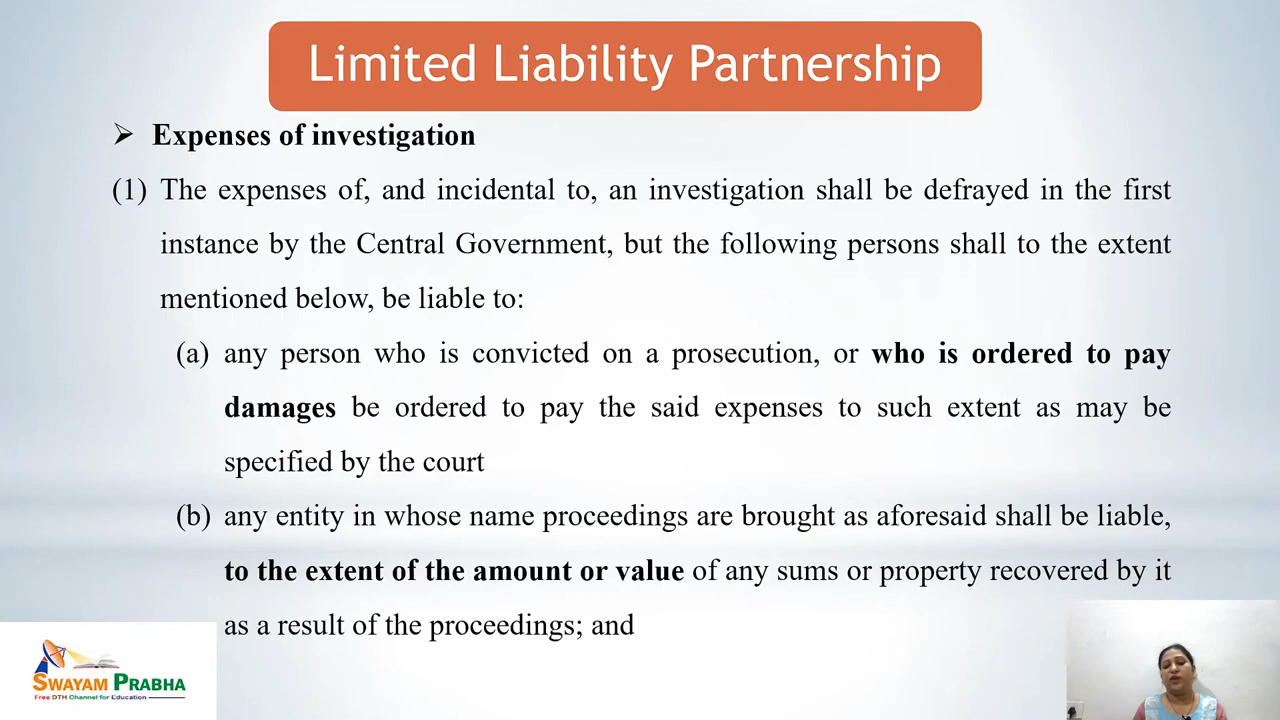 Limited Liability Partnership
➢ Expenses of investigation
(1) The expenses of, and incidental to, an investigation shall be defrayed in the first
instance by the Central Government, but the following persons shall to the extent
mentioned below, be liable to:
(a) any person who is convicted on a prosecution, or who is ordered to pay
damages be ordered to pay the said expenses to such extent as may be
specified by the court
(b) any entity in whose name proceedings are brought as aforesaid shall be liable,
to the extent of the amount or value of any sums or property recovered by it
as a result of the proceedings; and
SWAYAM PRABHA
Free DTH Channel for Education